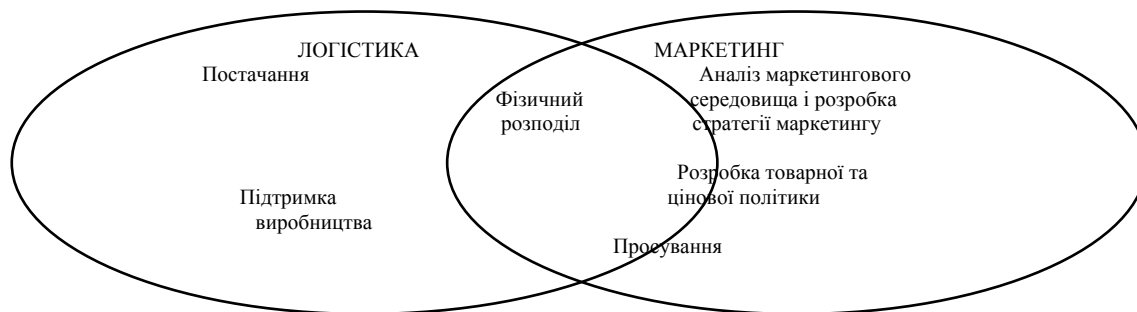 ЛОГІСТИКА
Постачання
Підтримка
виробництва
Фізичний
розподіл
МАРКЕТИНГ
Аналіз маркетингового
середовища і розробка
стратегії маркетингу
Розробка товарної та
цінової політики
Просування